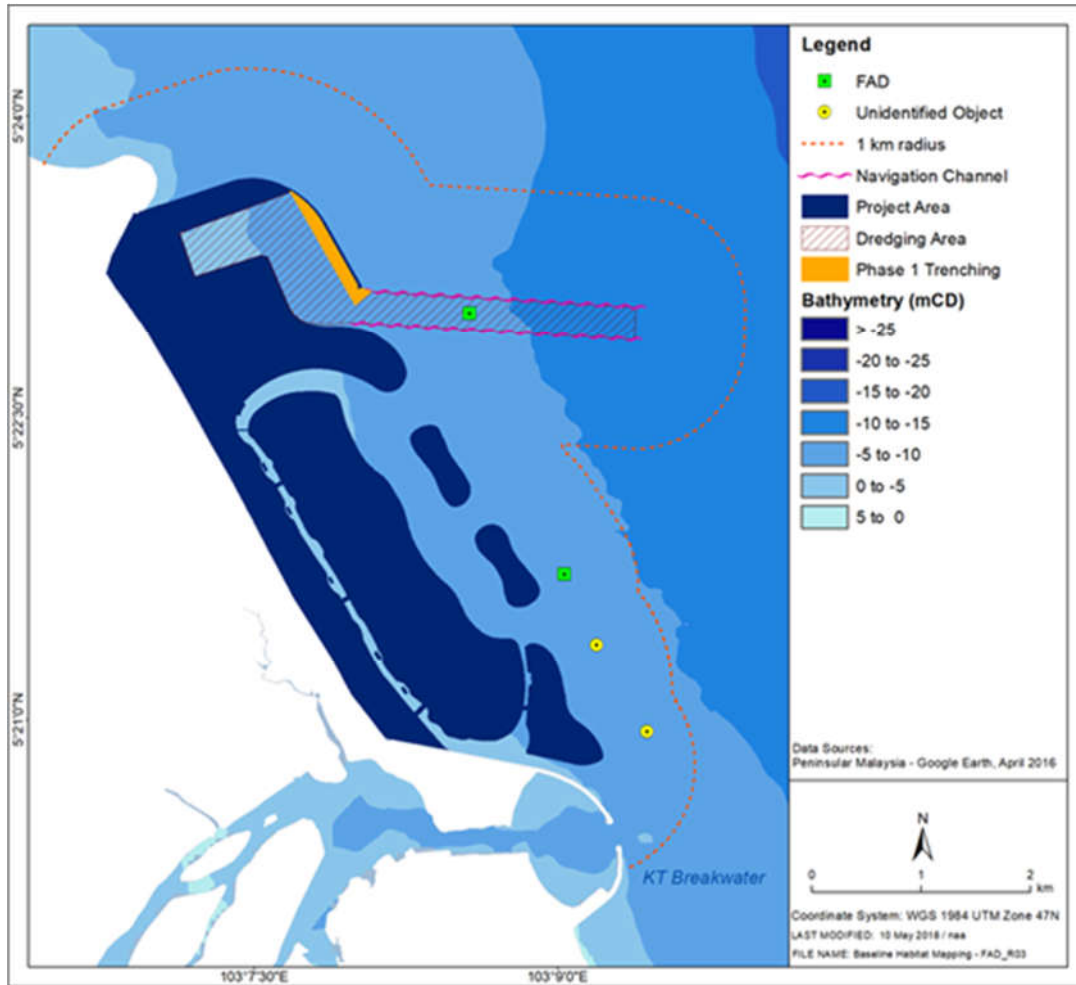 Legend
FAD
Unidentified Object
1 km radius
Navigation Channel
Project Area
Dredging Area
Phase 1 Trenching
Bathymetry (mCD)
> -25
-20 to -25
-15 to -20
-10 to -15
-5 to -10
0 to -5
5 to 0
Data Sources:
Peninsular Malaysia - Google Earth, April 2016
N
0 1 2
km
Coordinate System: WGS 1984 UTM Zone 47N
LAST MODIFIED: 10 May 2018 / naa
FILE NAME: Baseline Habitat Mapping - FAD_R03
5°24'0"N
5°22'30"N
5°21'0"N
KT Breakwater
103°7'30"E
103°9'0"E